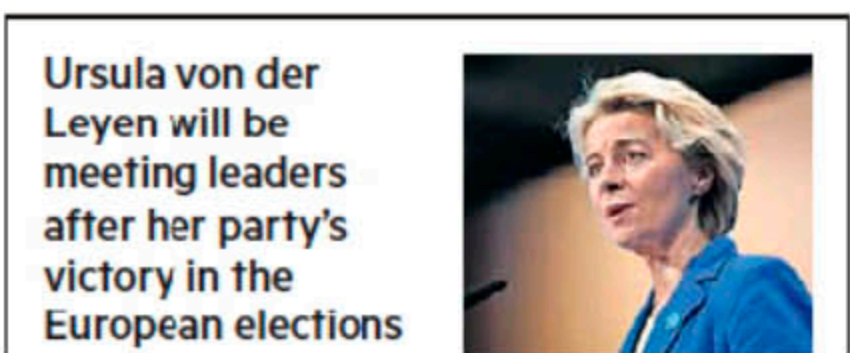 Ursula von der
Leyen will be
meeting leaders
after her party's
victory in the
European elections